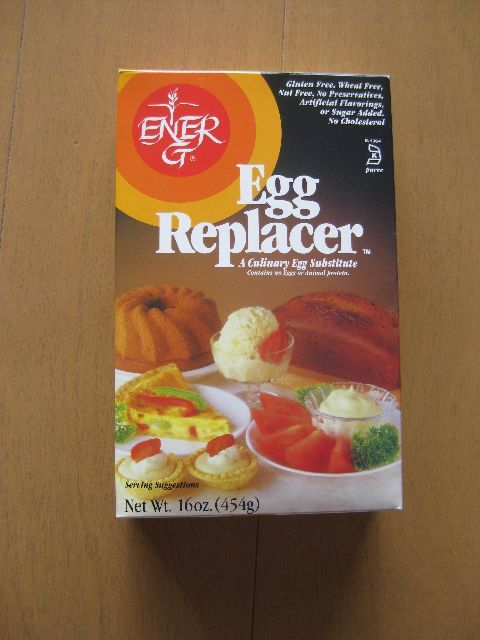 ENER
G®
Gluten Free, Wheat Free,
Nut Free, No Preservatives,
Artificial Flavorings,
or Sugar Added.
No Cholesterol
K
parve
Egg
Replacer™
A Culinary Egg Substitute
Contains no Eggs or Animal protein.
Serving Suggestions
Net Wt. 16oz. (454g)